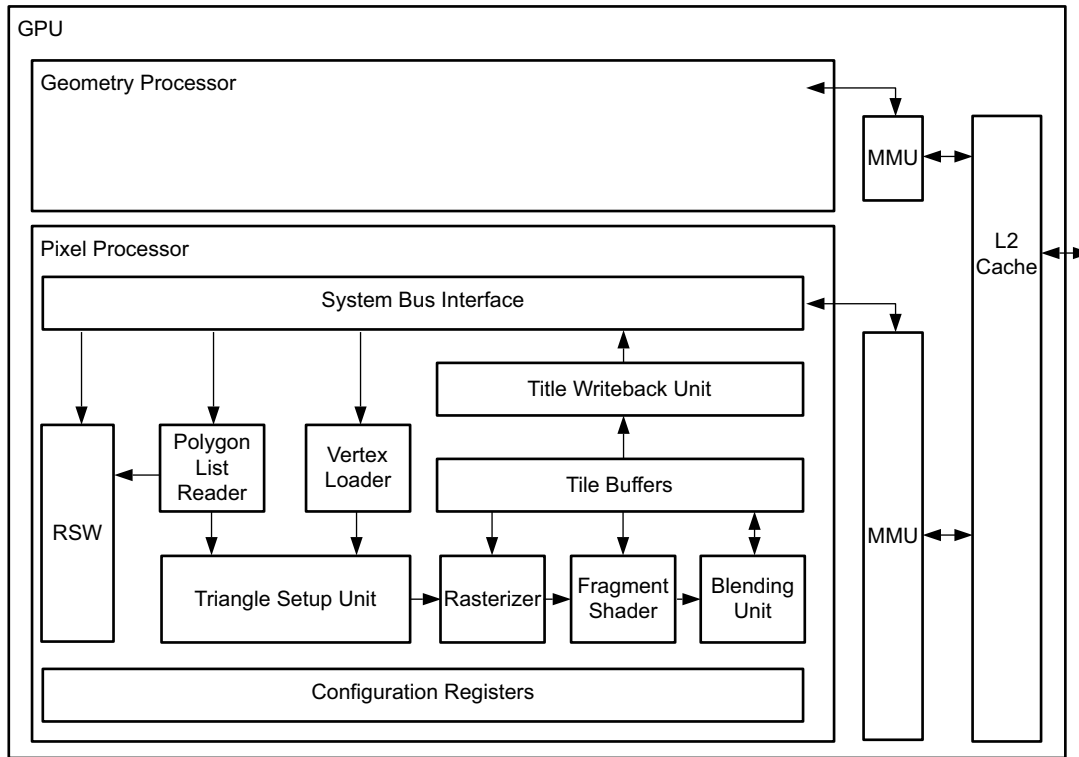 GPU
Geometry Processor
MMU
L2
Cache
Pixel Processor
System Bus Interface
Title Writeback Unit
Polygon
List
Reader
Vertex
Loader
Tile Buffers
RSW
MMU
Triangle Setup Unit
Rasterizer
Fragment
Shader
Blending
Unit
Configuration Registers